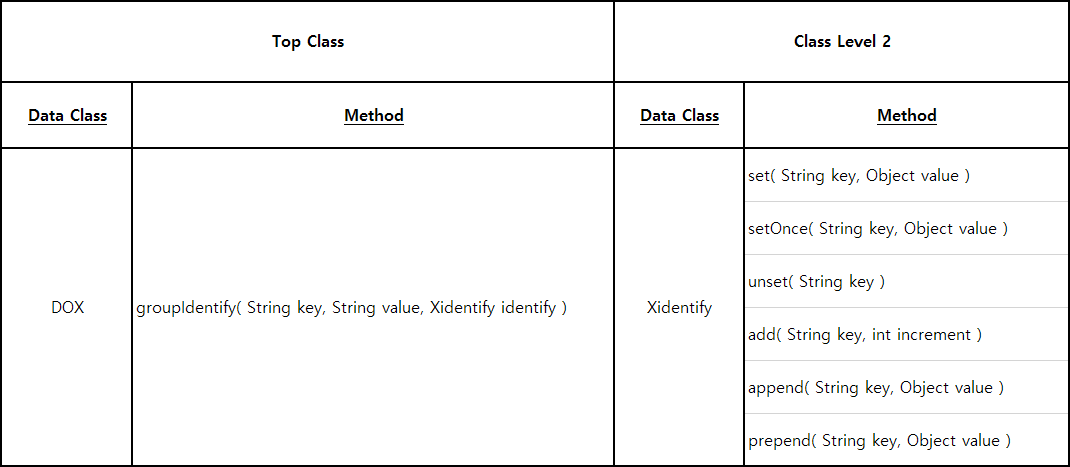 Top Class
Class Level 2
Data Class
Method
Data Class
Method
DOX
groupIdentify( String key, String value, Xidentify identify )
Xidentify
set( String key, Object value )
setOnce( String key, Object value )
unset( String key )
add( String key, int increment )
append( String key, Object value )
prepend( String key, Object value )